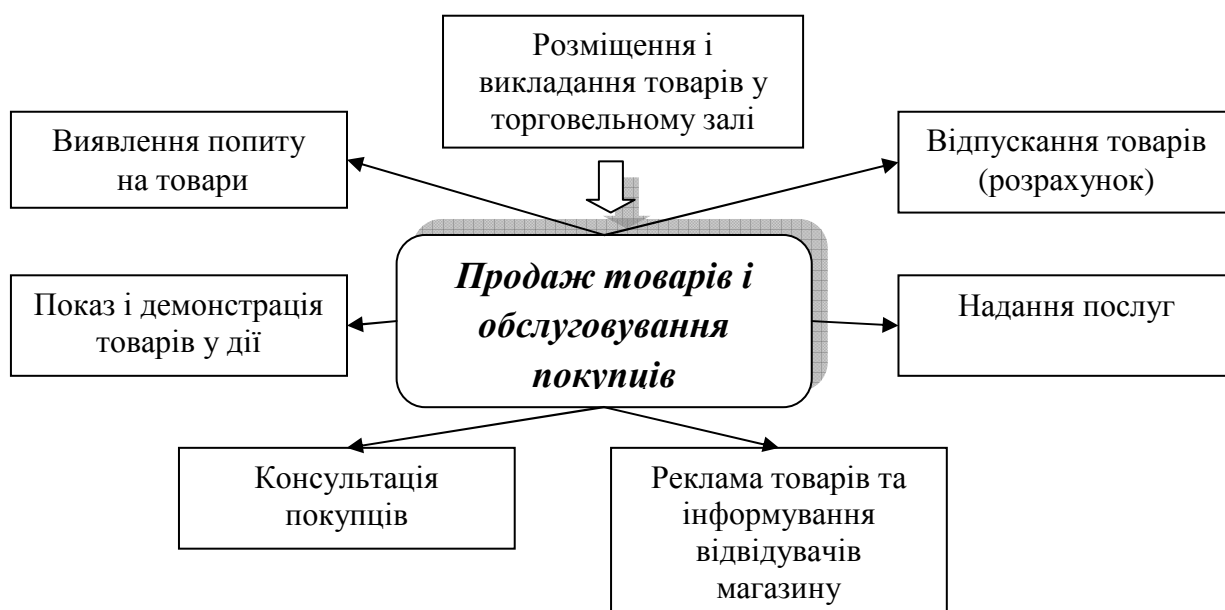 Розміщення і
викладання товарів у
торговельному залі
Виявлення попиту
на товари
Відпускання товарів
(розрахунок)
Продаж товарів і
обслуговування
покупців
Показ і демонстрація
товарів у дії
Надання послуг
Консультація
покупців
Реклама товарів та
інформування
відвідувачів
магазину